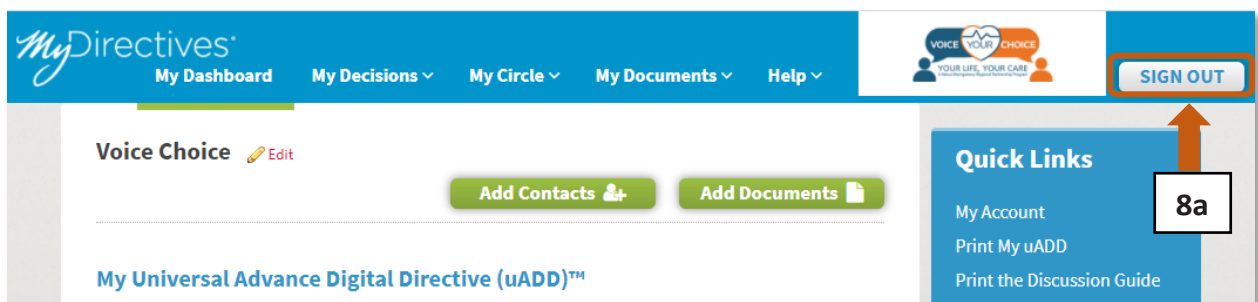 MyDirectives
My Dashboard My Decisions My Circle My Documents Help
VOICE YOUR CHOICE
YOUR LIFE, YOUR CARE
SIGN OUT
Voice Choice Edit
Add Contacts Add Documents
My Universal Advance Digital Directive (uADD)™
Quick Links
My Account
Print My uADD
Print the Discussion Guide
8a